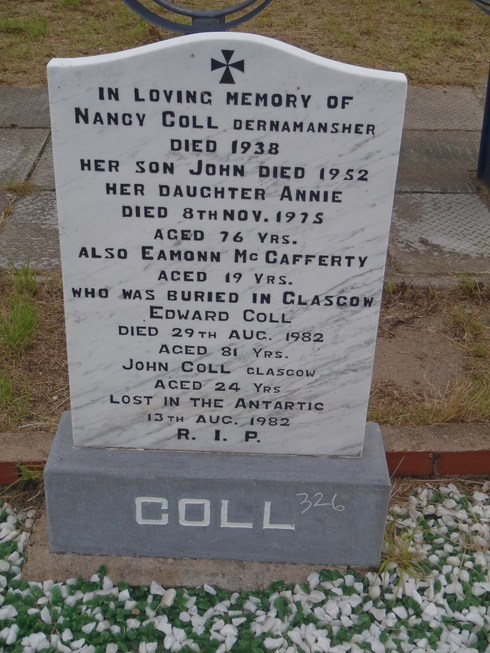 IN LOVING MEMORY OF
NANCY COLL DERNAMANSHER
DIED 1938
HER SON JOHN DIED 1952
HER DAUGHTER ANNIE
DIED 8TH NOV. 1975
AGED 76 YRS.
ALSO EAMONN MCCAFFERTY
AGED 19 YRS.
WHO WAS BURIED IN GLASGOW
EDWARD COLL
DIED 29TH AUG. 1982
AGED 81 YRS.
JOHN COLL GLASGOW
AGED 24 YRS
LOST IN THE ANTARTIC
13TH AUG. 1982
R. I. P.
COLL 326